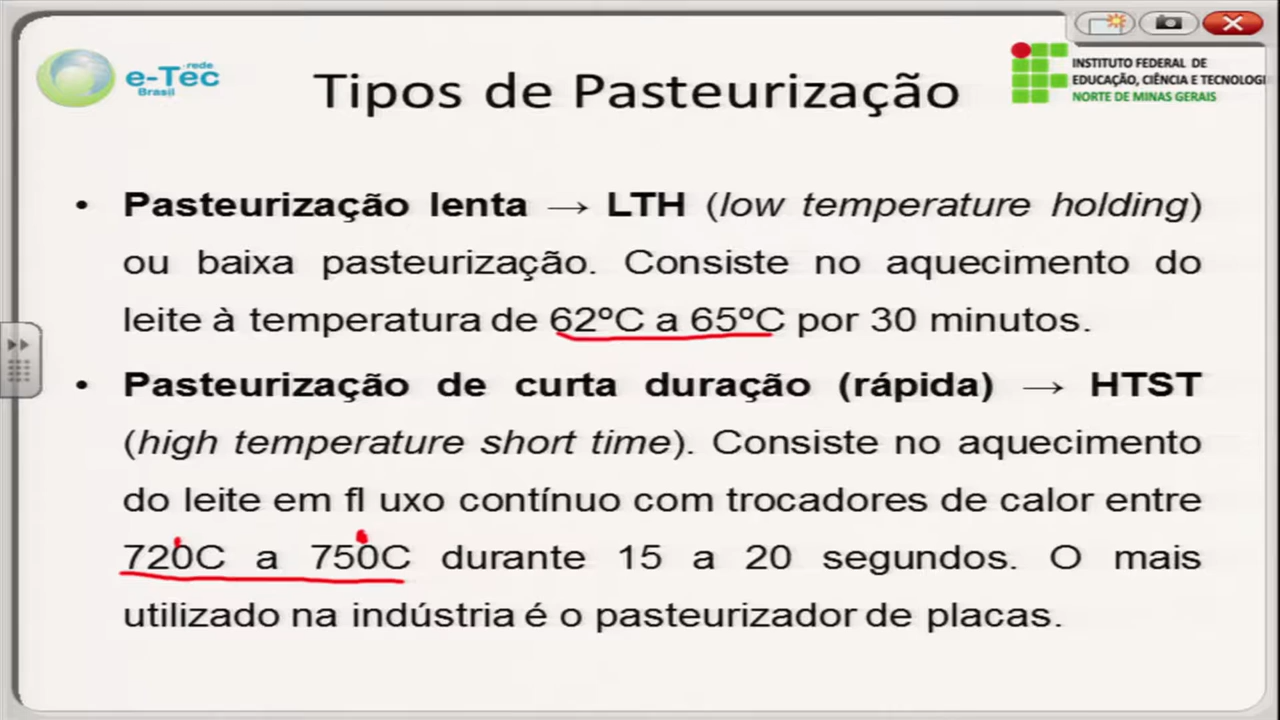 rede
e-Tec
Brasil
Tipos de Pasteurização
INSTITUTO FEDERAL DE
EDUCAÇÃO, CIÊNCIA E TECNOLOGI
NORTE DE MINAS GERAIS
• Pasteurização lenta → LTH (low temperature holding)
ou baixa pasteurização. Consiste no aquecimento do
leite à temperatura de 62ºC a 65ºC por 30 minutos.
• Pasteurização de curta duração (rápida) → HTST
(high temperature short time). Consiste no aquecimento
do leite em fl uxo contínuo com trocadores de calor entre
720C a 750C durante 15 a 20 segundos. O mais
utilizado na indústria é o pasteurizador de placas.